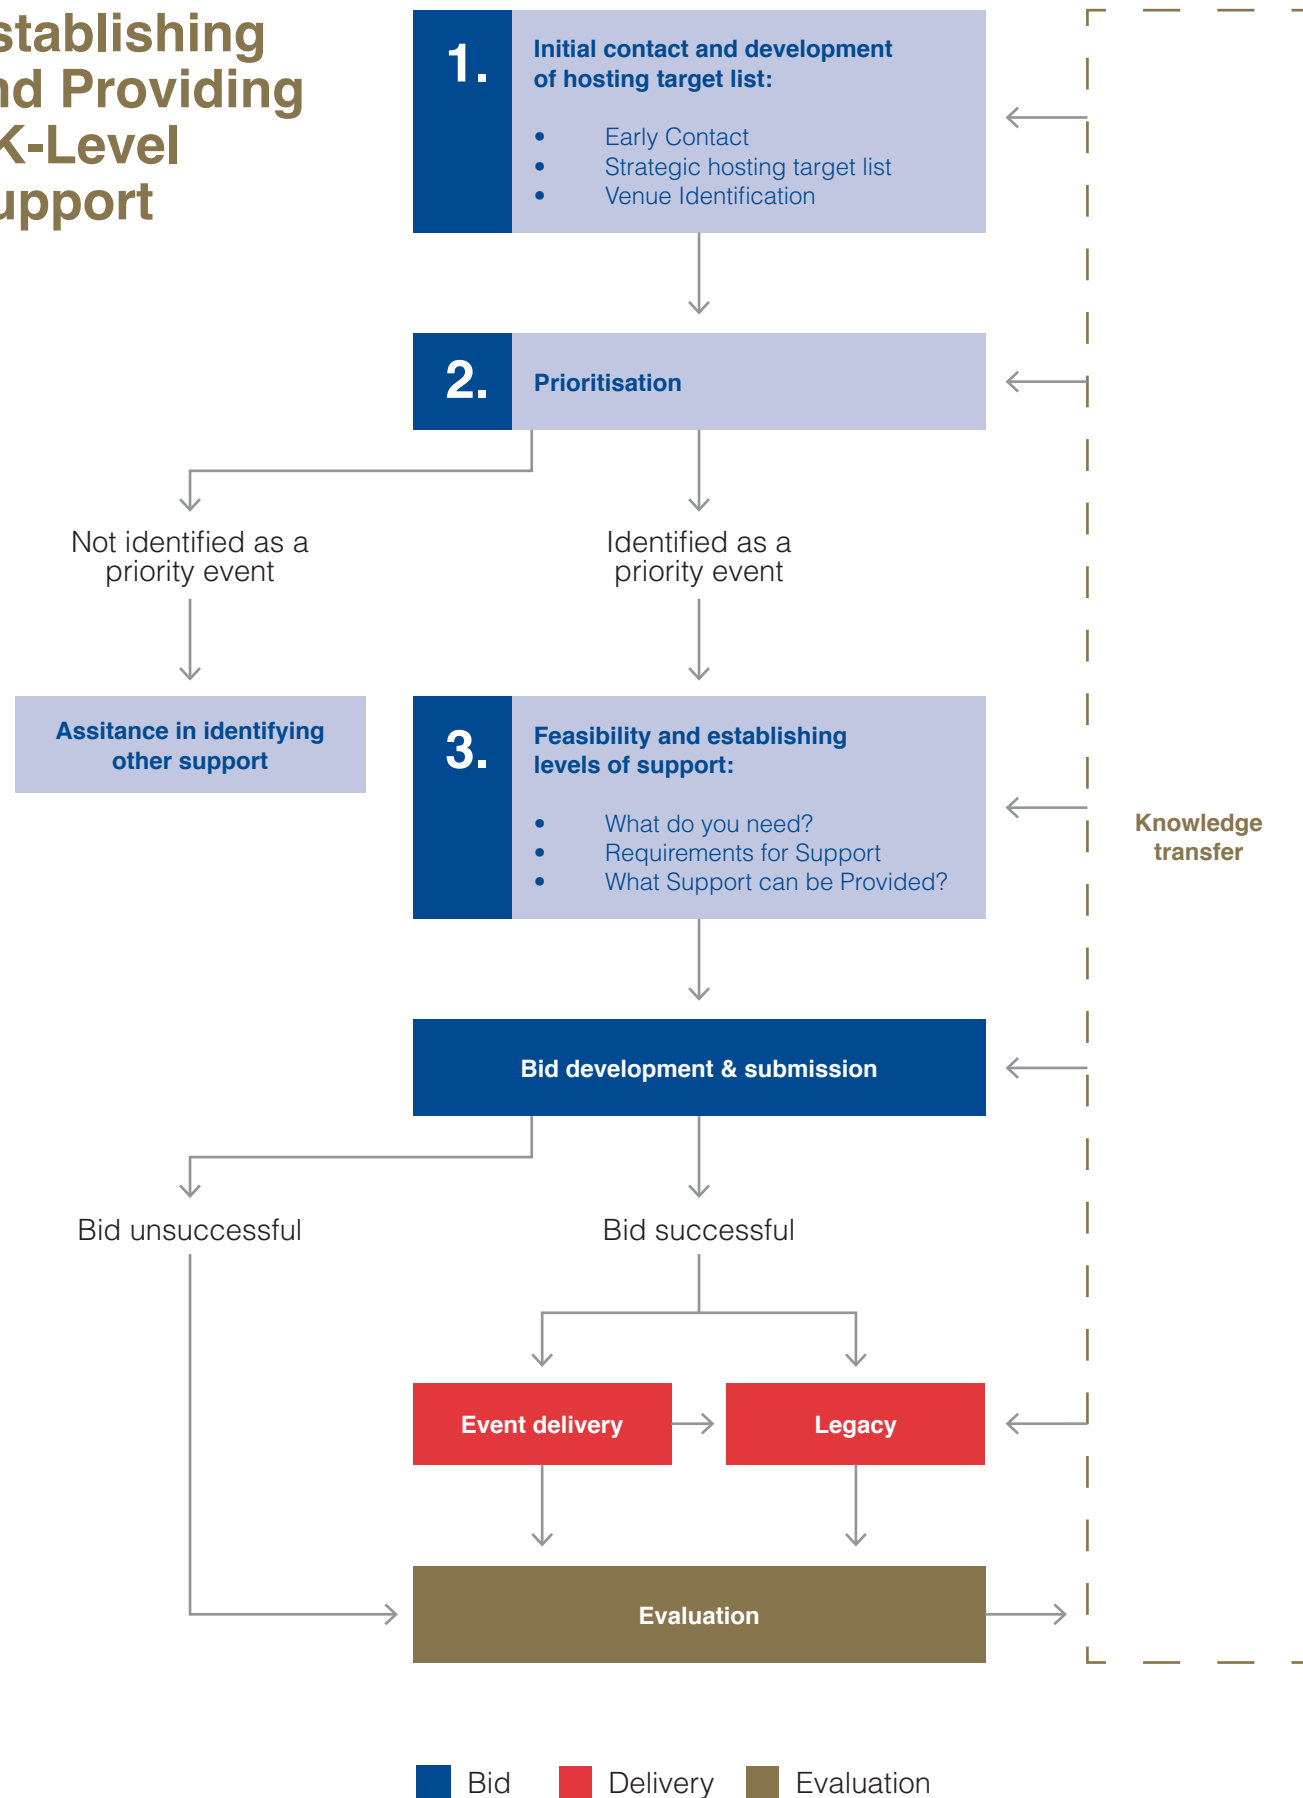 stablishing
nd Providing
K-Level
upport
1.
Initial contact and development
of hosting target list:
• Early Contact
• Strategic hosting target list
• Venue Identification
2.
Prioritisation
Not identified as a
priority event
Identified as a
priority event
Assitance in identifying
other support
3.
Feasibility and establishing
levels of support:
• What do you need?
• Requirements for Support
• What Support can be Provided?
Knowledge
transfer
Bid development & submission
Bid unsuccessful
Bid successful
Event delivery
Legacy
Evaluation
Bid
Delivery
Evaluation